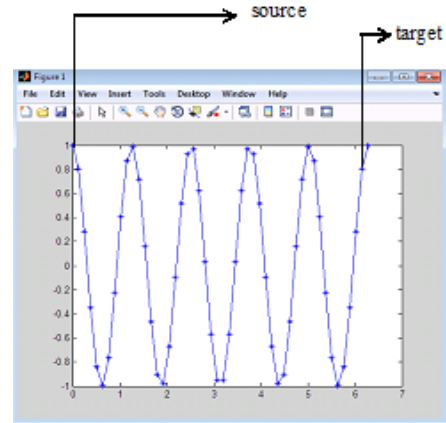 source
target
Figure 1
File Edit View Insert Tools Desktop Window Help
1
0.8
0.6
0.4
0.2
0
-0.2
-0.4
-0.6
-0.8
-1
0 1 2 3 4 5 6 7